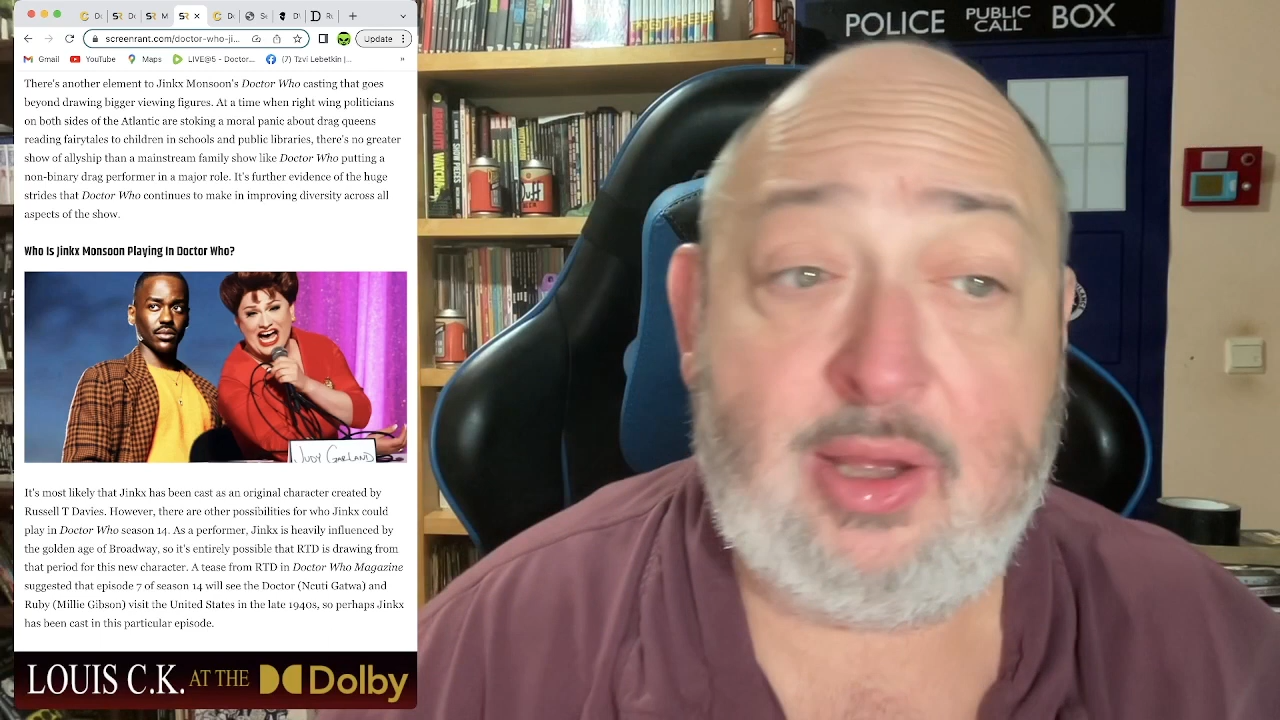 screenrant.com/doctor-who-ji...
Update
Gmail
YouTube
Maps
LIVE@5 - Doctor...
(7) Tzvi Lebetkin |...
There's another element to Jinkx Monsoon's Doctor Who casting that goes
beyond drawing bigger viewing figures. At a time when right wing politicians
on both sides of the Atlantic are stoking a moral panic about drag queens
reading fairytales to children in schools and public libraries, there's no greater
show of allyship than a mainstream family show like Doctor Who putting a
non-binary drag performer in a major role. It's further evidence of the huge
strides that Doctor Who continues to make in improving diversity across all
aspects of the show.
Who Is Jinkx Monsoon Playing In Doctor Who?
JUDY GARLAND
It's most likely that Jinkx has been cast as an original character created by
Russell T Davies. However, there are other possibilities for who Jinkx could
play in Doctor Who season 14. As a performer, Jinkx is heavily influenced by
the golden age of Broadway, so it's entirely possible that RTD is drawing from
that period for this new character. A tease from RTD in Doctor Who Magazine
suggested that episode 7 of season 14 will see the Doctor (Ncuti Gatwa) and
Ruby (Millie Gibson) visit the United States in the late 1940s, so perhaps Jinkx
has been cast in this particular episode.
LOUIS C.K. AT THE Dolby
POLICE PUBLIC CALL BOX
ABSOLUTE
WATCHMEN
SHOW PIECES
Duff